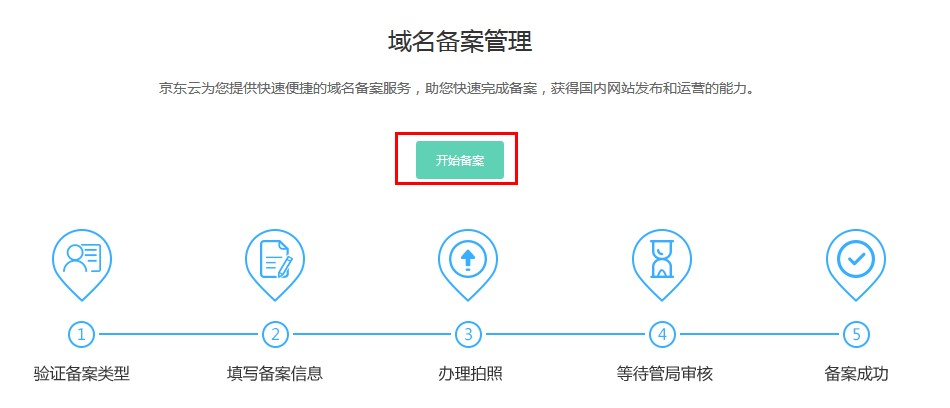 域名备案管理
京东云为您提供快速便捷的域名备案服务，助您快速完成备案，获得国内网站发布和运营的能力。
开始备案
1 2 3 4 5
验证备案类型 填写备案信息 办理拍照 等待管局审核 备案成功